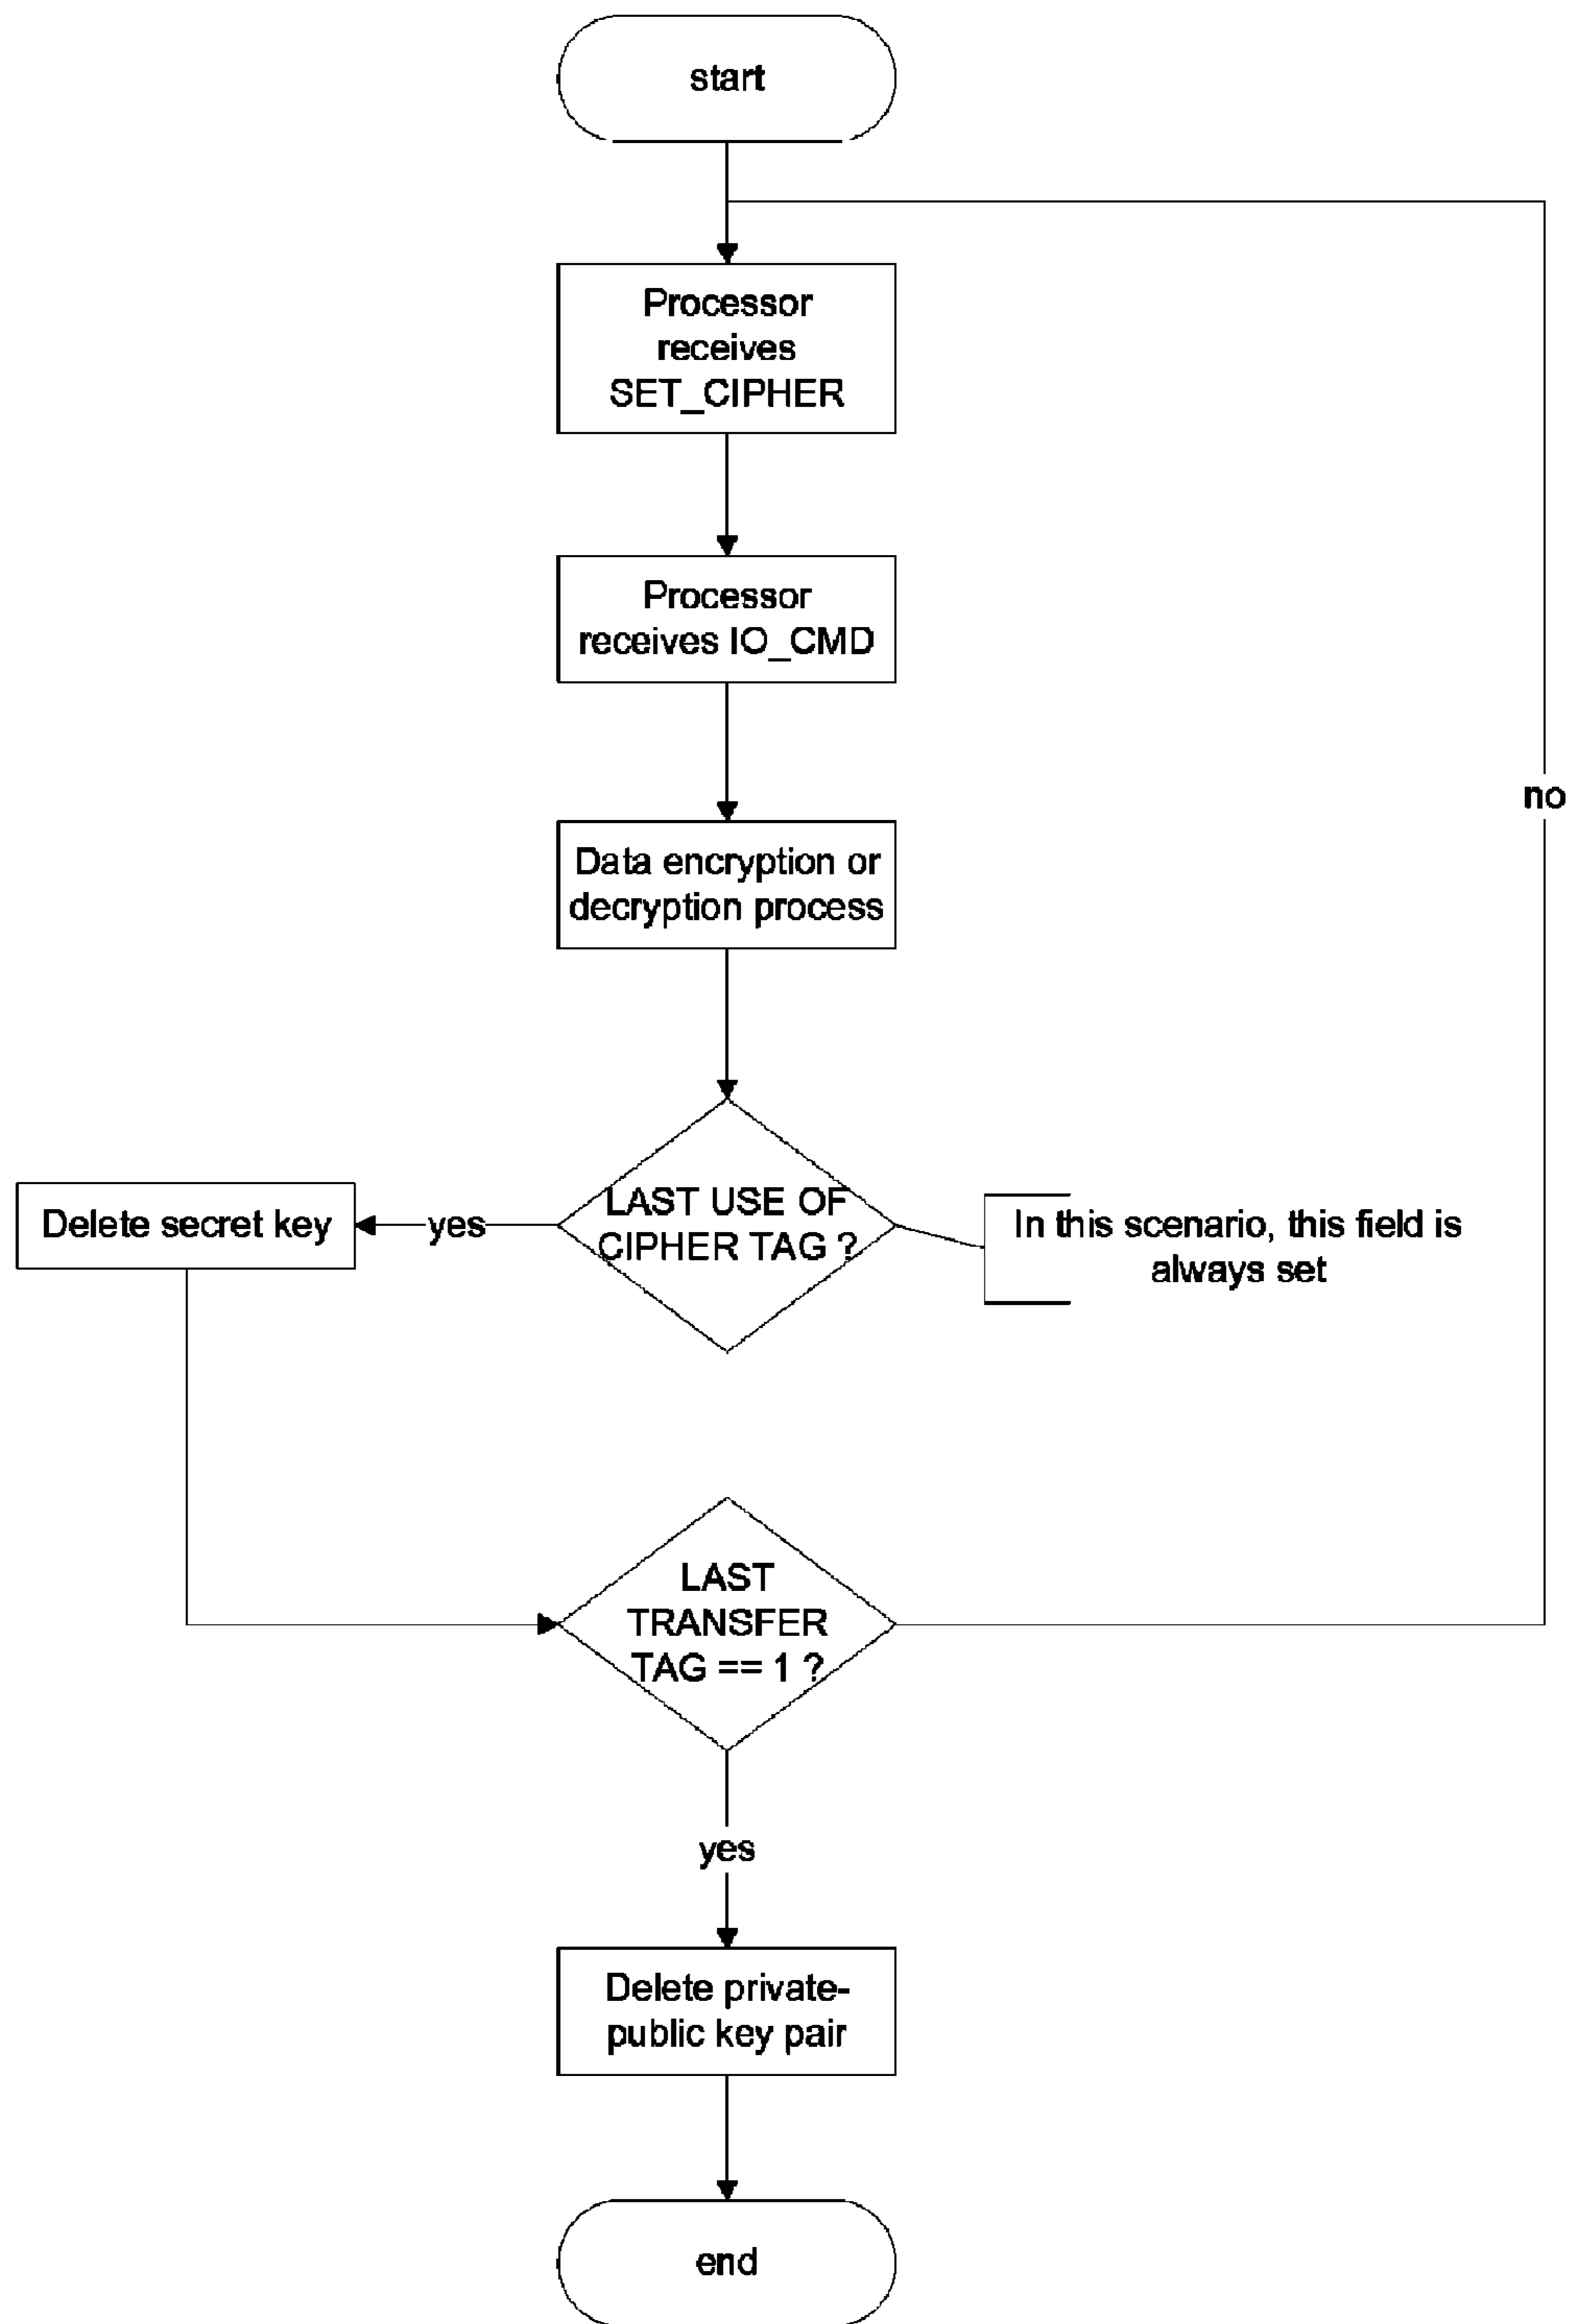 start
Processor
receives
SET_CIPHER
Processor
receives IO_CMD
no
Data encryption or
decryption process
LAST USE OF
CIPHER TAG ?
Delete secret key
yes
In this scenario, this field is
always set
LAST
TRANSFER
TAG == 1 ?
yes
Delete private-
public key pair
end